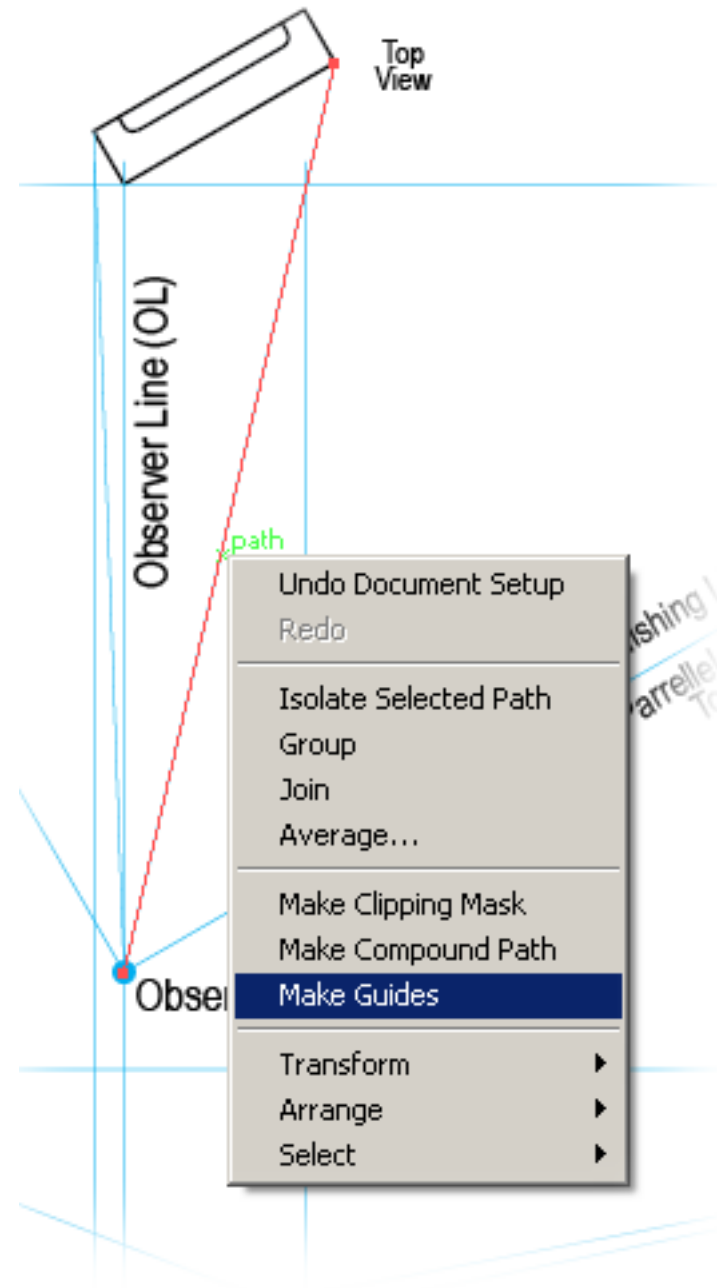 Top
View
Observer Line (OL)
path
Undo Document Setup
Redo
Isolate Selected Path
Group
Join
Average...
Make Clipping Mask
Make Compound Path
Make Guides
Transform
Arrange
Select